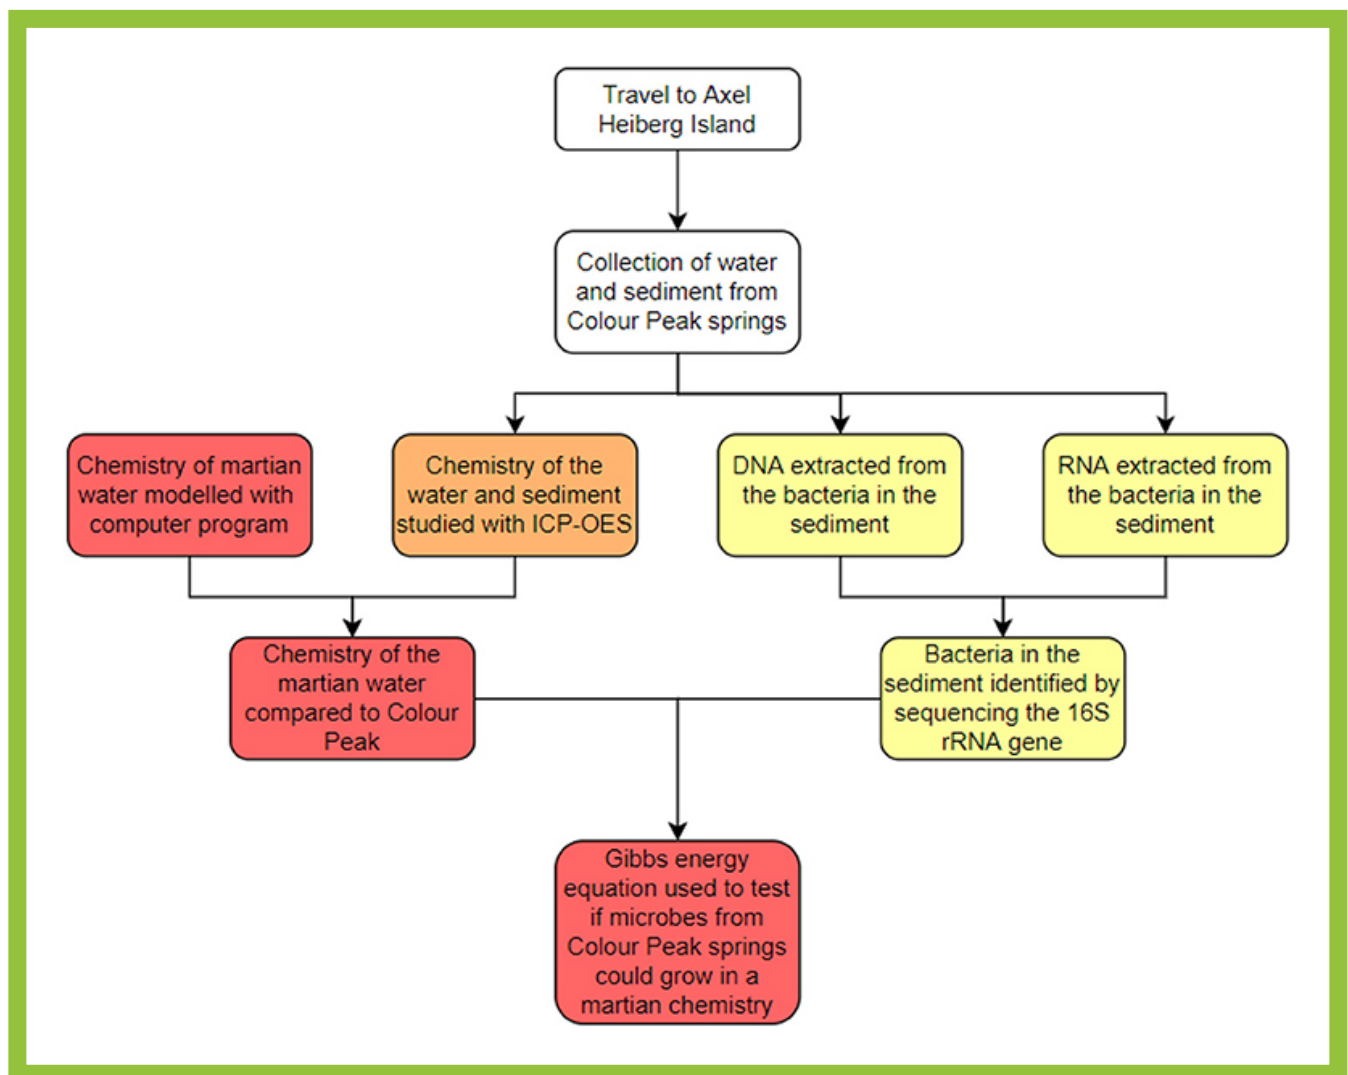 Travel to Axel
Heiberg Island
Collection of water
and sediment from
Colour Peak springs
Chemistry of martian
water modelled with
computer program
Chemistry of the
water and sediment
studied with ICP-OES
DNA extracted from
the bacteria in the
sediment
RNA extracted from
the bacteria in the
sediment
Chemistry of the
martian water
compared to Colour
Peak
Bacteria in the
sediment identified by
sequencing the 16S
rRNA gene
Gibbs energy
equation used to test
if microbes from
Colour Peak springs
could grow in a
martian chemistry